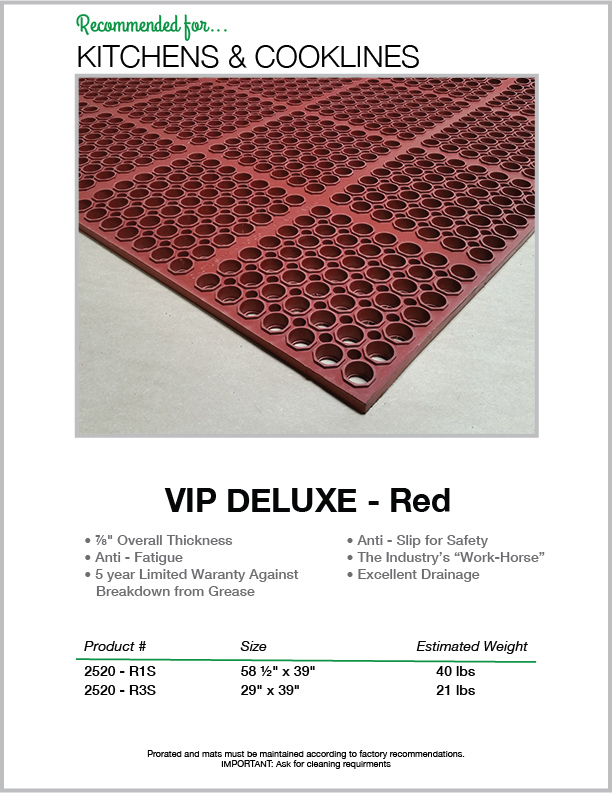 Recommended for...
KITCHENS & COOKLINES
VIP DELUXE - Red
• ⅞" Overall Thickness
• Anti - Fatigue
• 5 year Limited Waranty Against
Breakdown from Grease
• Anti - Slip for Safety
• The Industry's “Work-Horse”
• Excellent Drainage
Product # Size Estimated Weight
2520 - R1S 58 ½" x 39" 40 lbs
2520 - R3S 29" x 39" 21 lbs
Prorated and mats must be maintained according to factory recommendations.
IMPORTANT: Ask for cleaning requirments